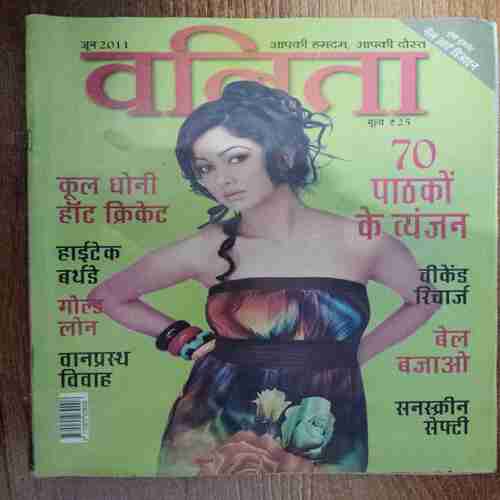 जून 2011
आपकी हमदम, आपकी दोस्त
वनिता
मूल्य ₹ 25
70
पाठकों
के व्यंजन
कूल धोनी
हॉट क्रिकेट
हाईटेक
बर्थडे
गोल्ड
लोन
वानप्रस्थ
विवाह
वीकेंड
रिचार्ज
बेल
बजाओ
सनस्क्रीन
सेफ्टी